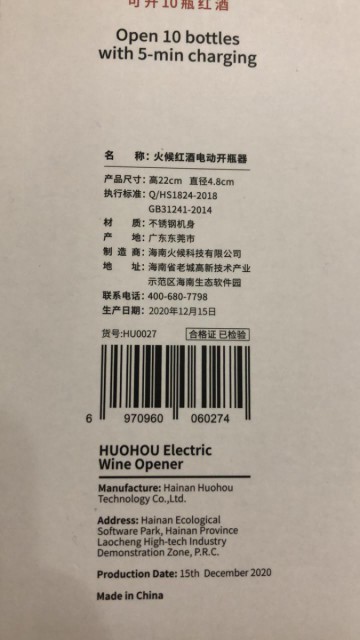 可开10瓶红酒
Open 10 bottles
with 5-min charging
名 称：火候红酒电动开瓶器
产品尺寸：高22cm 直径4.8cm
执行标准：Q/HS1824-2018
GB31241-2014
材 质：不锈钢机身
产 地：广东东莞市
制 造 商：海南火候科技有限公司
地 址：海南省老城高新技术产业
示范区海南生态软件园
联系电话：400-680-7798
生产日期：2020年12月15日
货号:HU0027 合格证 已检验
6 970960 060274
HUOHOU Electric
Wine Opener
Manufacture: Hainan Huohou
Technology Co.,Ltd.
Address: Hainan Ecological
Software Park, Hainan Province
Laocheng High-tech Industry
Demonstration Zone, P.R.C.
Production Date: 15th December 2020
Made in China